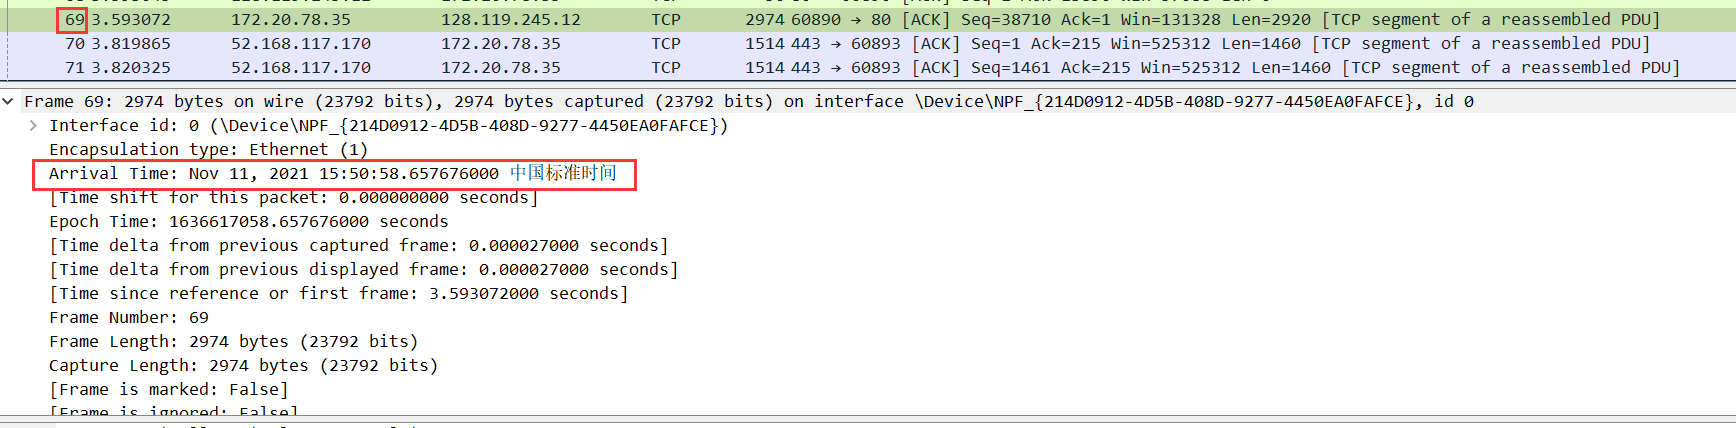 69 3.593072 172.20.78.35 128.119.245.12 TCP 2974 60890 → 80 [ACK] Seq=38710 Ack=1 Win=131328 Len=2920 [TCP segment of a reassembled PDU]
70 3.819865 52.168.117.170 172.20.78.35 TCP 1514 443 → 60893 [ACK] Seq=1 Ack=215 Win=525312 Len=1460 [TCP segment of a reassembled PDU]
71 3.820325 52.168.117.170 172.20.78.35 TCP 1514 443 → 60893 [ACK] Seq=1461 Ack=215 Win=525312 Len=1460 [TCP segment of a reassembled PDU]
Frame 69: 2974 bytes on wire (23792 bits), 2974 bytes captured (23792 bits) on interface \Device\NPF_{214D0912-4D5B-408D-9277-4450EA0FAFCE}, id 0
Interface id: 0 (\Device\NPF_{214D0912-4D5B-408D-9277-4450EA0FAFCE})
Encapsulation type: Ethernet (1)
Arrival Time: Nov 11, 2021 15:50:58.657676000 中国标准时间
[Time shift for this packet: 0.000000000 seconds]
Epoch Time: 1636617058.657676000 seconds
[Time delta from previous captured frame: 0.000027000 seconds]
[Time delta from previous displayed frame: 0.000027000 seconds]
[Time since reference or first frame: 3.593072000 seconds]
Frame Number: 69
Frame Length: 2974 bytes (23792 bits)
Capture Length: 2974 bytes (23792 bits)
[Frame is marked: False]
[Frame is ignored: False]